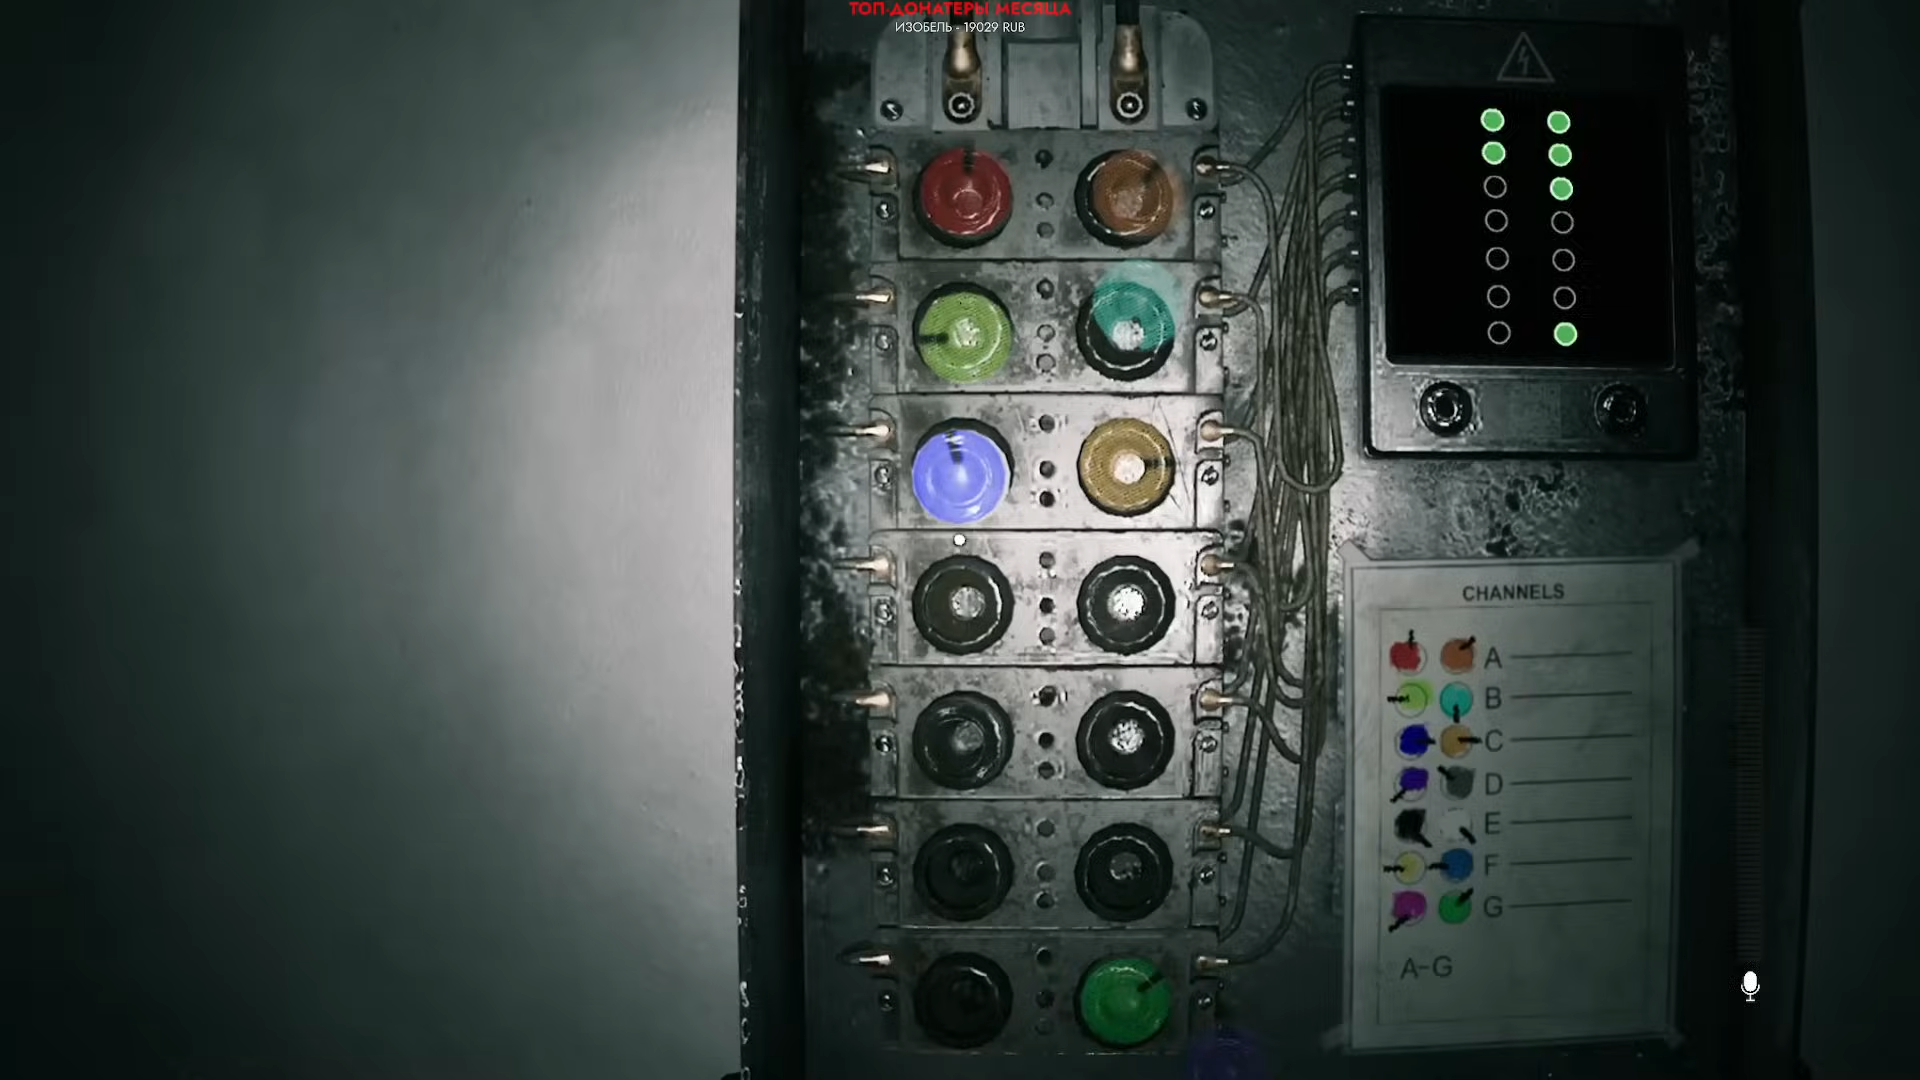 ТОП-ДОНАТЕРЫ МЕСЯЦА
ИЗОБЕЛЬ - 19029 RUB
CHANNELS
A
B
C
D
E
F
G
A-G